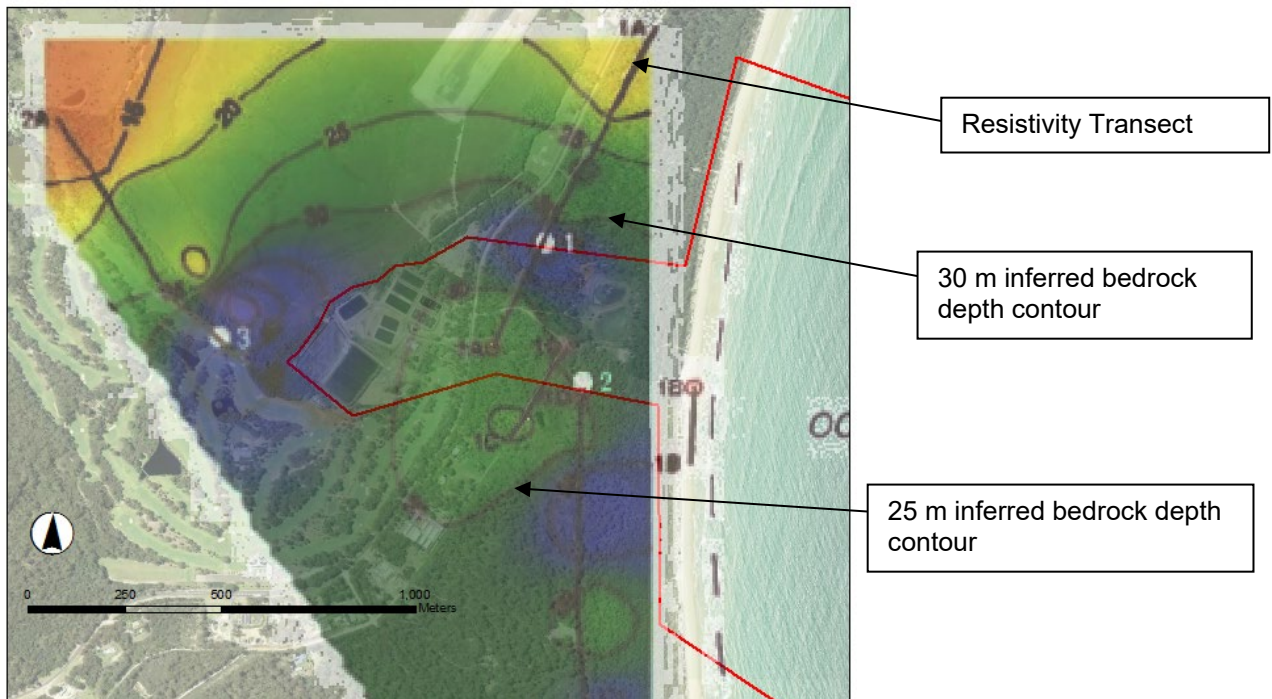 1A
Resistivity Transect
2A
15
20
25
25
30
1
30 m inferred bedrock
depth contour
3
2
1B
OC
1C
25 m inferred bedrock depth
contour
0 250 500 1,000
Meters